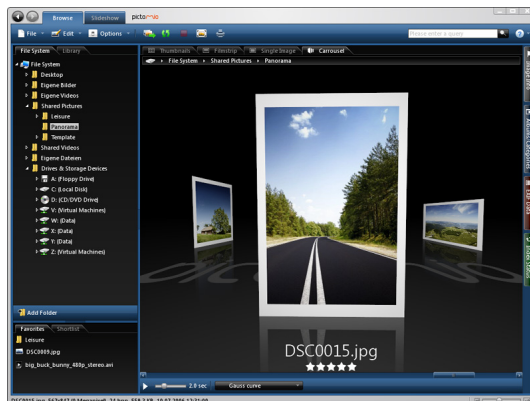 Browse Slideshow pictomio
File Edit Options Please enter a query
File System Library Thumbnails Filmstrip Single Image Carrousel
File System Shared Pictures Panorama
File System
Desktop
Eigene Bilder
Eigene Videos
Shared Pictures
Leisure
Panorama
Template
Shared Videos
Eigene Dateien
Drives & Storage Devices
A: (Floppy Drive)
C: (Local Disk)
D: (CD/DVD Drive)
V: (Virtual Machines)
W: (Data)
X: (Data)
Y: (Data)
Z: (Virtual Machines)
Add Folder
Favorites Shortlist
Leisure
DSC0009.jpg
big_buck_bunny_480p_stereo.avi
DSC0015.jpg
2.0 sec Gauss curve